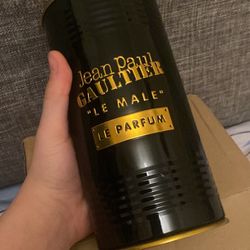 Jean Paul
GAULTIER
"LE MALE"
LE PARFUM